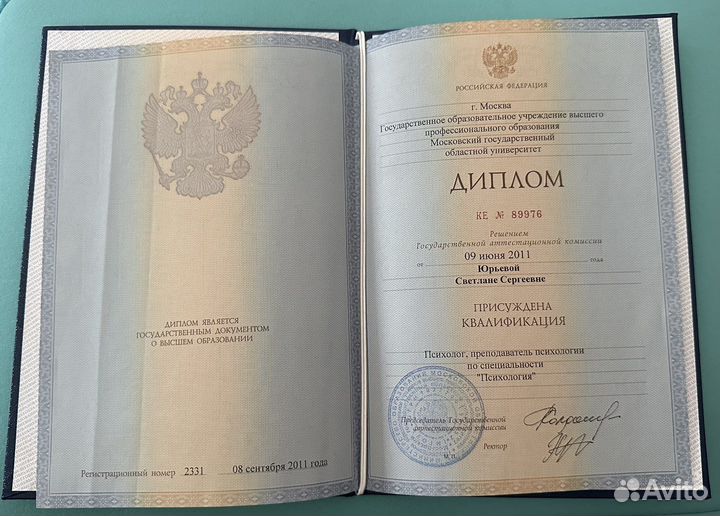 ДИПЛОМ ЯВЛЯЕТСЯ
ГОСУДАРСТВЕННЫМ ДОКУМЕНТОМ
О ВЫСШЕМ ОБРАЗОВАНИИ
Регистрационный номер 2331 08 сентября 2011 года
РОССИЙСКАЯ ФЕДЕРАЦИЯ
г. Москва
Государственное образовательное учреждение высшего
профессионального образования
Московский государственный
областной университет
ДИПЛОМ
КЕ № 89976
Решением
Государственной аттестационной комиссии
от 09 июня 2011 года
Юрьевой
Светлане Сергеевне
ПРИСУЖДЕНА
КВАЛИФИКАЦИЯ
Психолог, преподаватель психологии
по специальности
"Психология"
Председатель Государственной
аттестационной комиссии
Ректор
М.П.
Avito